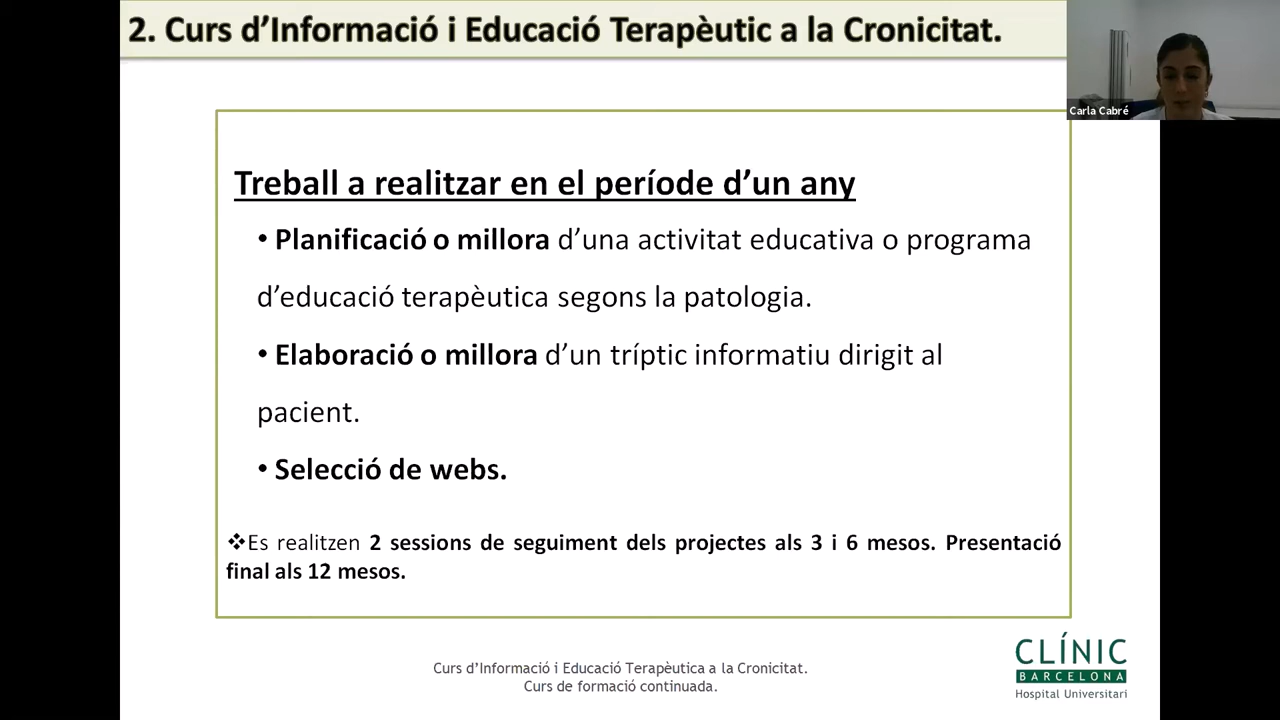 2. Curs d’Informació i Educació Terapèutic a la Cronicitat.
Carla Cabré
Treball a realitzar en el període d’un any
• Planificació o millora d’una activitat educativa o programa
d’educació terapèutica segons la patologia.
• Elaboració o millora d’un tríptic informatiu dirigit al
pacient.
• Selecció de webs.
❖Es realitzen 2 sessions de seguiment dels projectes als 3 i 6 mesos. Presentació
final als 12 mesos.
Curs d’Informació i Educació Terapèutica a la Cronicitat.
Curs de formació continuada.
CLÍNIC
BARCELONA
Hospital Universitari